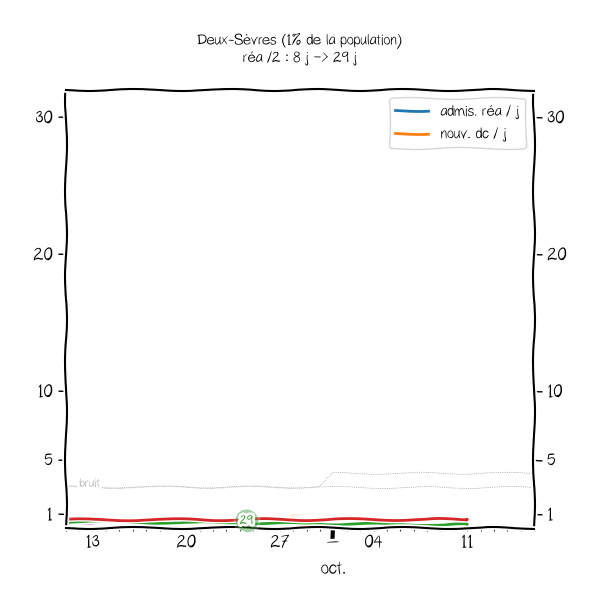 Deux-Sèvres (1% de la population)
réa /2 : 8 j -> 29 j
admis. réa / j
nouv. dc / j
30
30
20
20
10
10
5
5
bruit
29
1
1
13
20
27
1
04
11
oct.